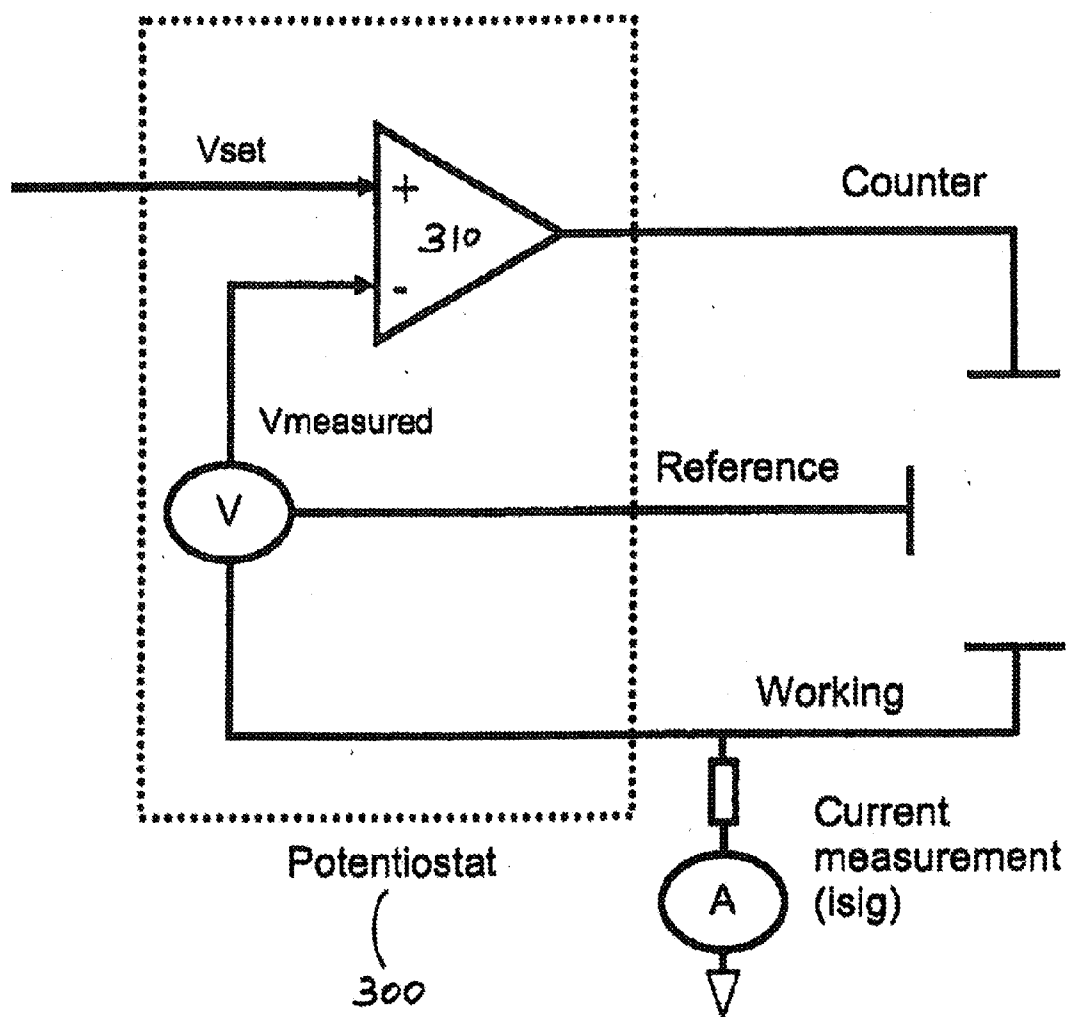 Vset
+
310
-
Counter
Vmeasured
V
Reference
Working
Current
measurement
(isig)
A
Potentiostat
300